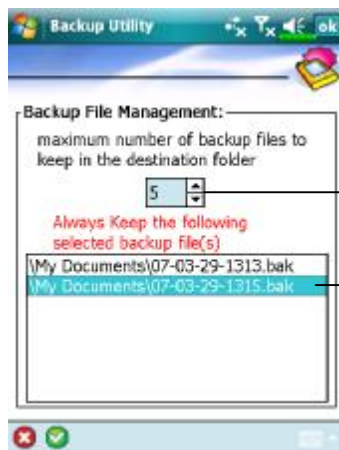 Backup Utility
ok
Backup File Management:
maximum number of backup files to
keep in the destination folder
5
Always Keep the following
selected backup file(s)
\My Documents\07-03-29-1313.bak
\My Documents\07-03-29-1315.bak